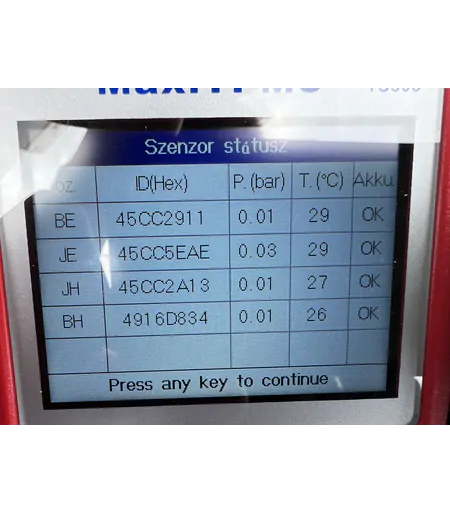 Szenzor státusz
oz ID(Hex) P.(bar) T.(°C) Akku
BE 45CC2911 0.01 29 OK
JE 45CC5EAE 0.03 29 OK
JH 45CC2A13 0.01 27 OK
BH 4916D834 0.01 26 OK
Press any key to continue